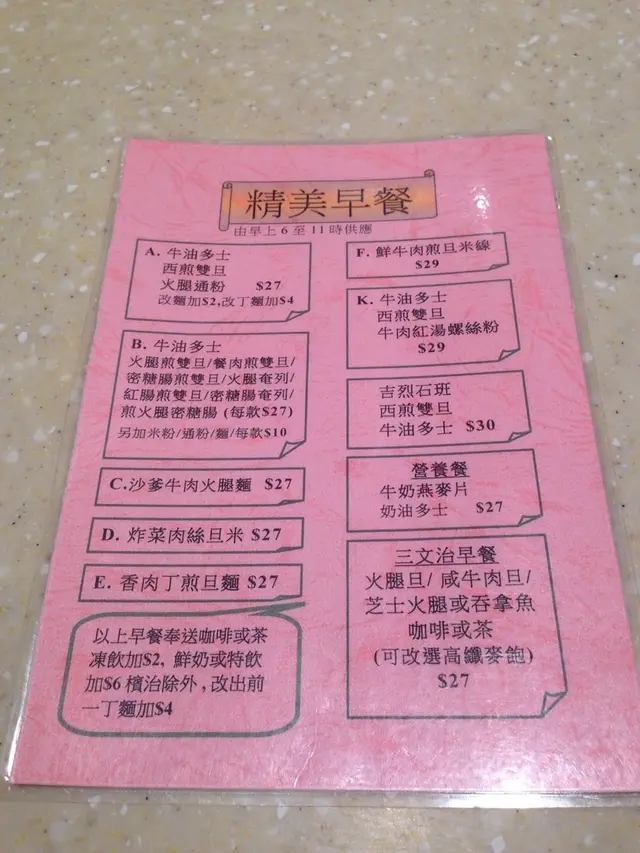 精美早餐
由早上6至11時供應
A. 牛油多士
西煎雙旦
火腿通粉 $27
改麵加$2,改丁麵加$4
B. 牛油多士
火腿煎雙旦/餐肉煎雙旦/
密糖腸煎雙旦/火腿奄列/
紅腸煎雙旦/密糖腸奄列/
煎火腿密糖腸 (每款$27)
另加米粉/通粉/麵/每款$10
C.沙爹牛肉火腿麵 $27
D. 炸菜肉絲旦米 $27
E. 香肉丁煎旦麵 $27
以上早餐奉送咖啡或茶
凍飲加$2, 鮮奶或特飲
加$6 檳治除外,改出前
一丁麵加$4
F. 鮮牛肉煎旦米線
$29
K. 牛油多士
西煎雙旦
牛肉紅湯螺絲粉
$29
吉烈石班
西煎雙旦
牛油多士 $30
營養餐
牛奶燕麥片
奶油多士 $27
三文治早餐
火腿旦/ 咸牛肉旦/
芝士火腿或吞拿魚
咖啡或茶
(可改選高纖麥飽)
$27